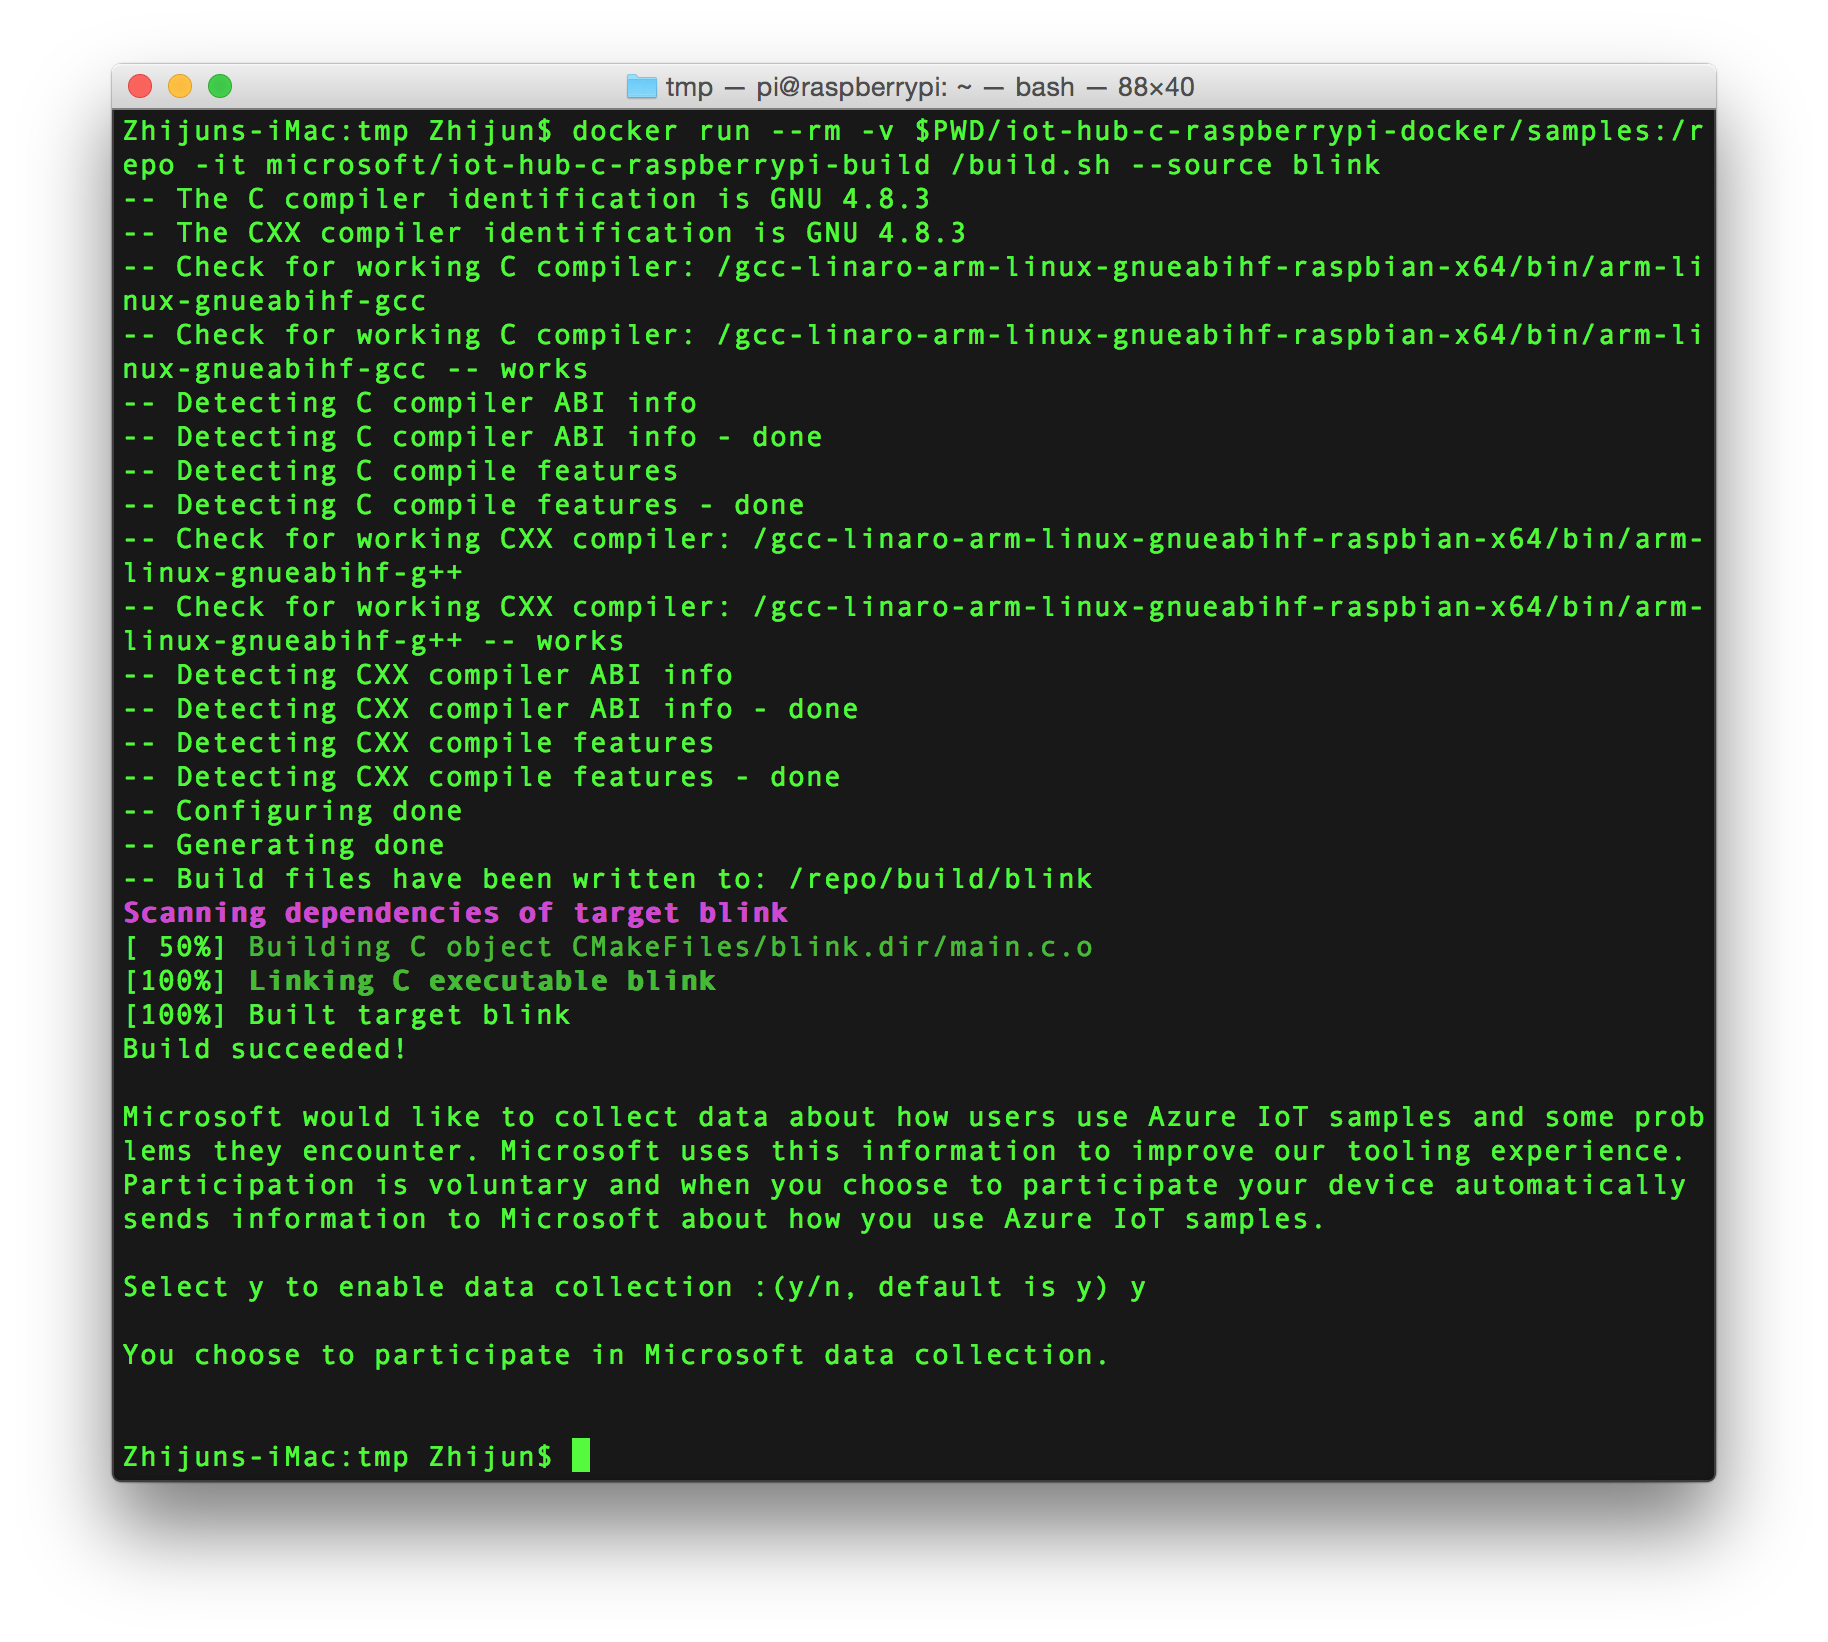 tmp — pi@raspberrypi: ~ — bash — 88×40
Zhijuns-iMac:tmp Zhijun$ docker run --rm -v $PWD/iot-hub-c-raspberrypi-docker/samples:/r
epo -it microsoft/iot-hub-c-raspberrypi-build /build.sh --source blink
-- The C compiler identification is GNU 4.8.3
-- The CXX compiler identification is GNU 4.8.3
-- Check for working C compiler: /gcc-linaro-arm-linux-gnueabihf-raspbian-x64/bin/arm-li
nux-gnueabihf-gcc
-- Check for working C compiler: /gcc-linaro-arm-linux-gnueabihf-raspbian-x64/bin/arm-li
nux-gnueabihf-gcc -- works
-- Detecting C compiler ABI info
-- Detecting C compiler ABI info - done
-- Detecting C compile features
-- Detecting C compile features - done
-- Check for working CXX compiler: /gcc-linaro-arm-linux-gnueabihf-raspbian-x64/bin/arm-
linux-gnueabihf-g++
-- Check for working CXX compiler: /gcc-linaro-arm-linux-gnueabihf-raspbian-x64/bin/arm-
linux-gnueabihf-g++ -- works
-- Detecting CXX compiler ABI info
-- Detecting CXX compiler ABI info - done
-- Detecting CXX compile features
-- Detecting CXX compile features - done
-- Configuring done
-- Generating done
-- Build files have been written to: /repo/build/blink
Scanning dependencies of target blink
[ 50%] Building C object CMakeFiles/blink.dir/main.c.o
[100%] Linking C executable blink
[100%] Built target blink
Build succeeded!
Microsoft would like to collect data about how users use Azure IoT samples and some prob
lems they encounter. Microsoft uses this information to improve our tooling experience.
Participation is voluntary and when you choose to participate your device automatically
sends information to Microsoft about how you use Azure IoT samples.
Select y to enable data collection :(y/n, default is y) y
You choose to participate in Microsoft data collection.
Zhijuns-iMac:tmp Zhijun$